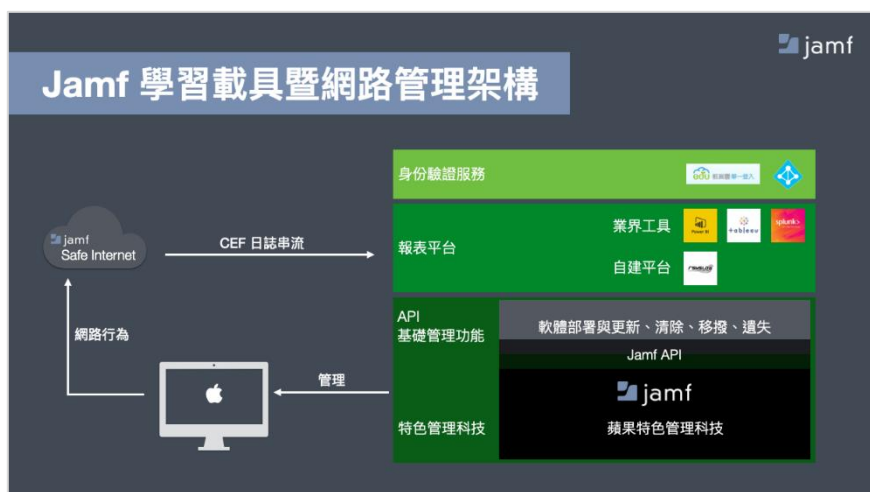 jamf
Jamf 學習載具暨網路管理架構
身份驗證服務
jamf
Safe Internet
CEF 日誌串流
報表平台
業界工具
Power BI
+ableau
splunk>
自建平台
網路行為
API
基礎管理功能
軟體部署與更新、清除、移撥、遺失
Jamf API
管理
jamf
特色管理科技
蘋果特色管理科技